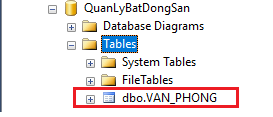 QuanLyBatDongSan
Database Diagrams
Tables
System Tables
FileTables
dbo.VAN_PHONG